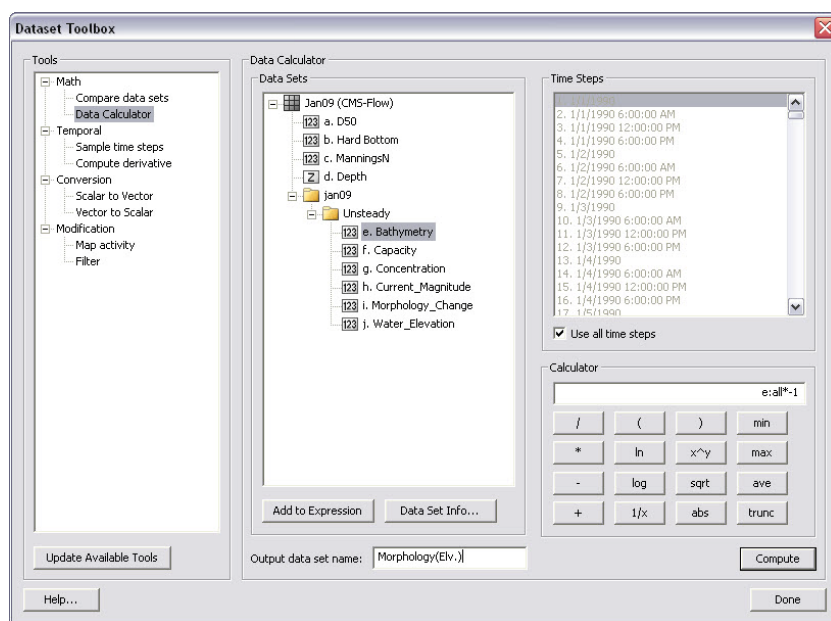 Dataset Toolbox
Tools
Math
Compare data sets
Data Calculator
Temporal
Sample time steps
Compute derivative
Conversion
Scalar to Vector
Vector to Scalar
Modification
Map activity
Filter
Update Available Tools
Help...
Data Calculator
Data Sets
Jan09 (CMS-Flow)
123 a. D50
123 b. Hard Bottom
123 c. ManningsN
Z d. Depth
jan09
Unsteady
123 e. Bathymetry
123 f. Capacity
123 g. Concentration
123 h. Current_Magnitude
123 i. Morphology_Change
123 j. Water_Elevation
Add to Expression
Data Set Info...
Output data set name: Morphology(Elv.)
Time Steps
1. 1/1/1990
2. 1/1/1990 6:00:00 AM
3. 1/1/1990 12:00:00 PM
4. 1/1/1990 6:00:00 PM
5. 1/2/1990
6. 1/2/1990 6:00:00 AM
7. 1/2/1990 12:00:00 PM
8. 1/2/1990 6:00:00 PM
9. 1/3/1990
10. 1/3/1990 6:00:00 AM
11. 1/3/1990 12:00:00 PM
12. 1/3/1990 6:00:00 PM
13. 1/4/1990
14. 1/4/1990 6:00:00 AM
15. 1/4/1990 12:00:00 PM
16. 1/4/1990 6:00:00 PM
17. 1/5/1990
Use all time steps
Calculator
e:all*-1
/ ( ) min
* ln x^y max
- log sqrt ave
+ 1/x abs trunc
Compute
Done